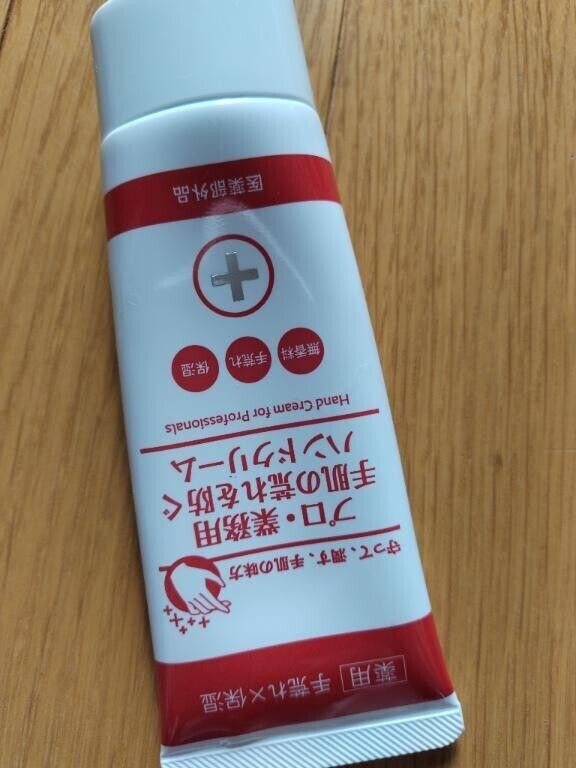 薬用 手荒れ×保湿
守って、潤す、手肌の味方
プロ・業務用
手肌の荒れを防ぐ
ハンドクリーム
Hand Cream for Professionals
無香料 手荒れ 保湿
医薬部外品